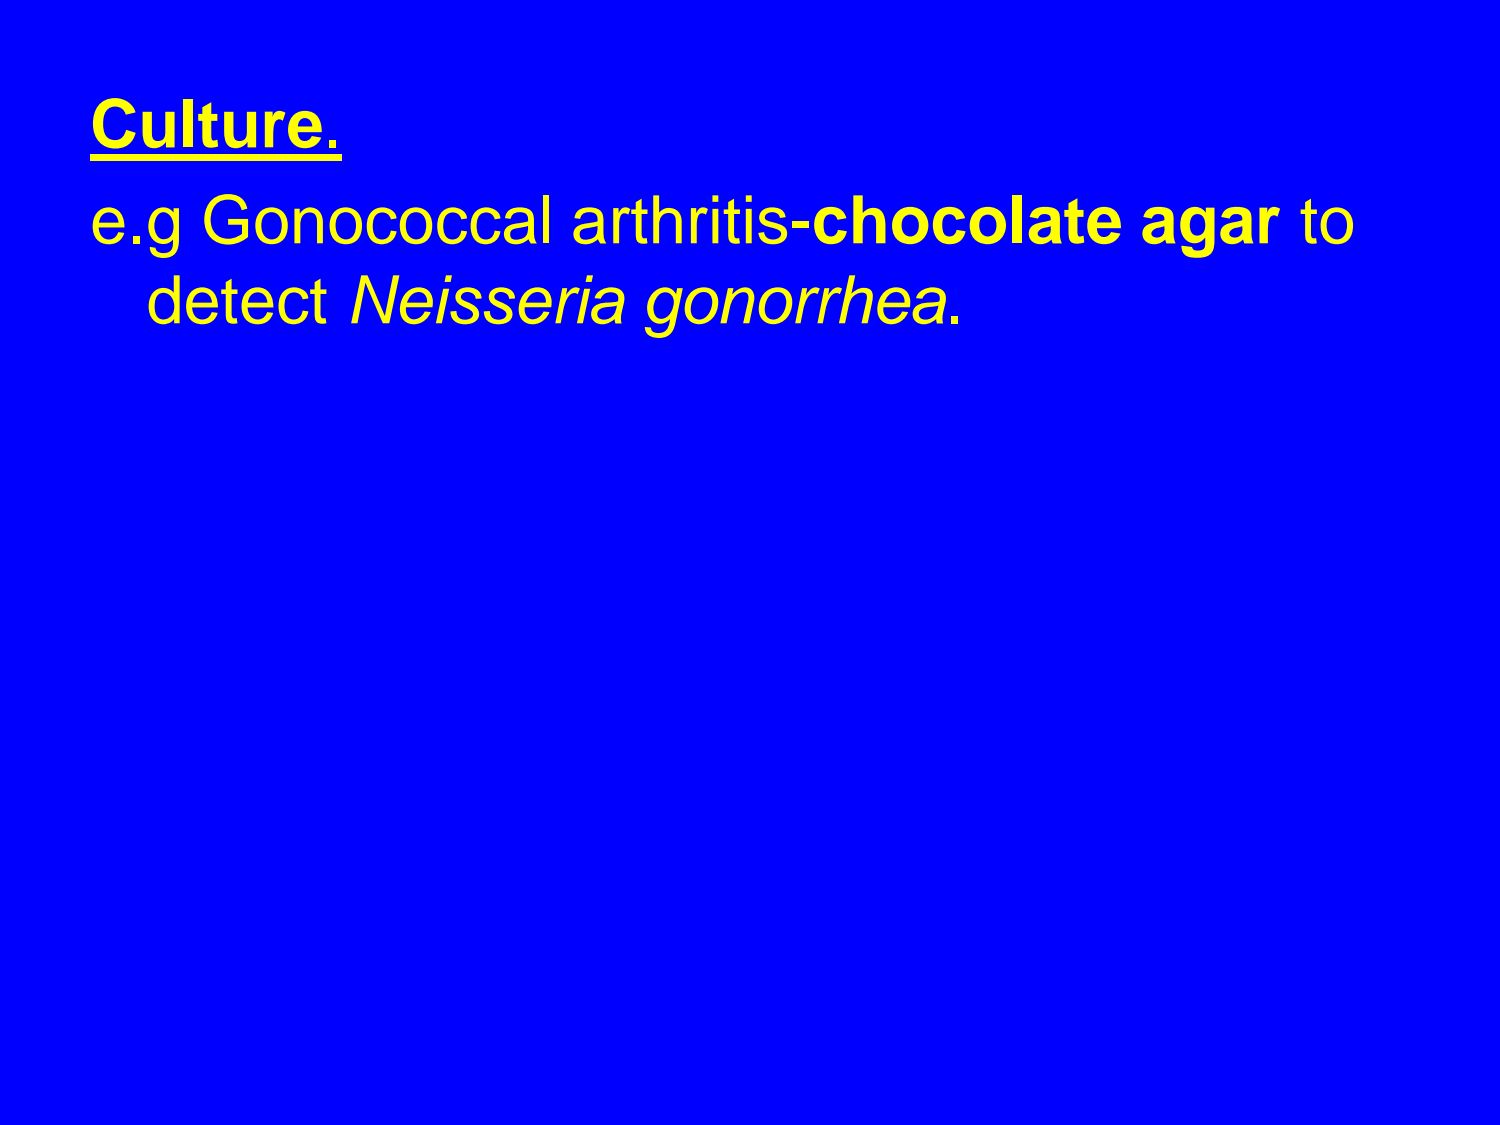 Culture.
e.g Gonococcal arthritis-chocolate agar to
detect Neisseria gonorrhea.